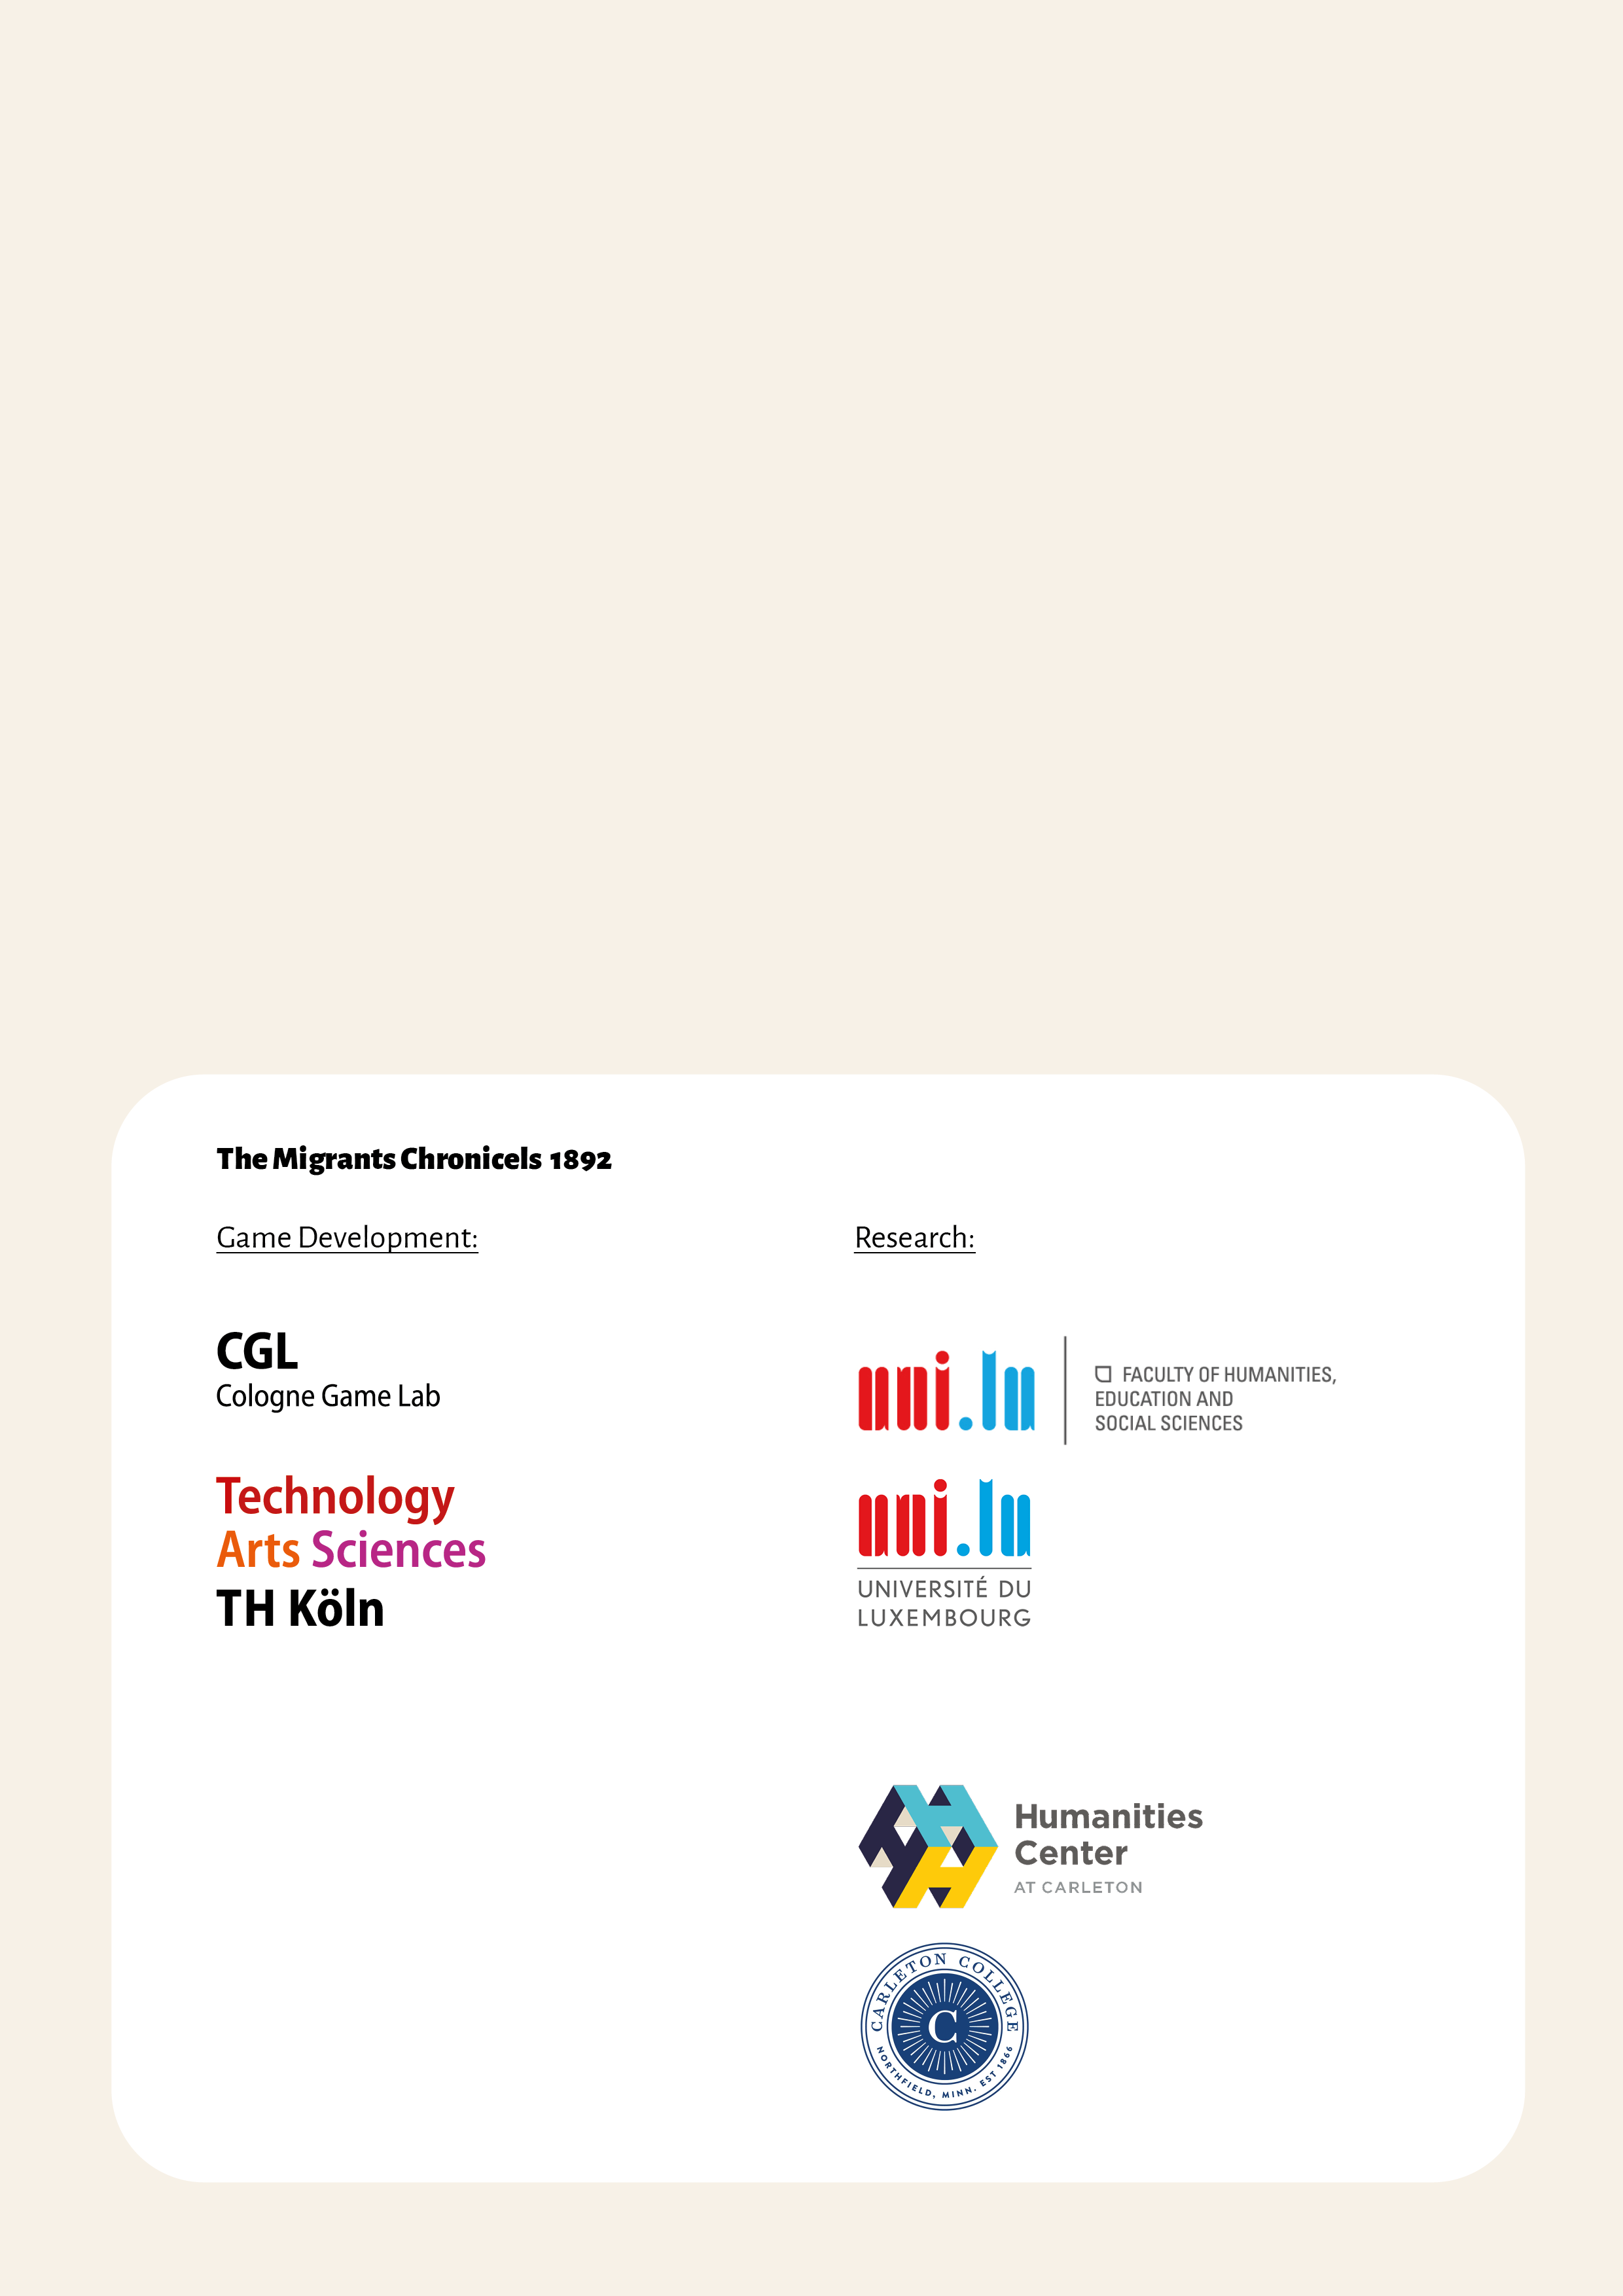 The Migrants Chronicels 1892
Game Development:
CGL
Cologne Game Lab
Technology
Arts Sciences
TH Köln
Research:
uni.lu
FACULTY OF HUMANITIES,
EDUCATION AND
SOCIAL SCIENCES
uni.lu
UNIVERSITÉ DU
LUXEMBOURG
Humanities
Center
AT CARLETON
CARLETON COLLEGE
C
NORTHFIELD, MINN. EST 1866